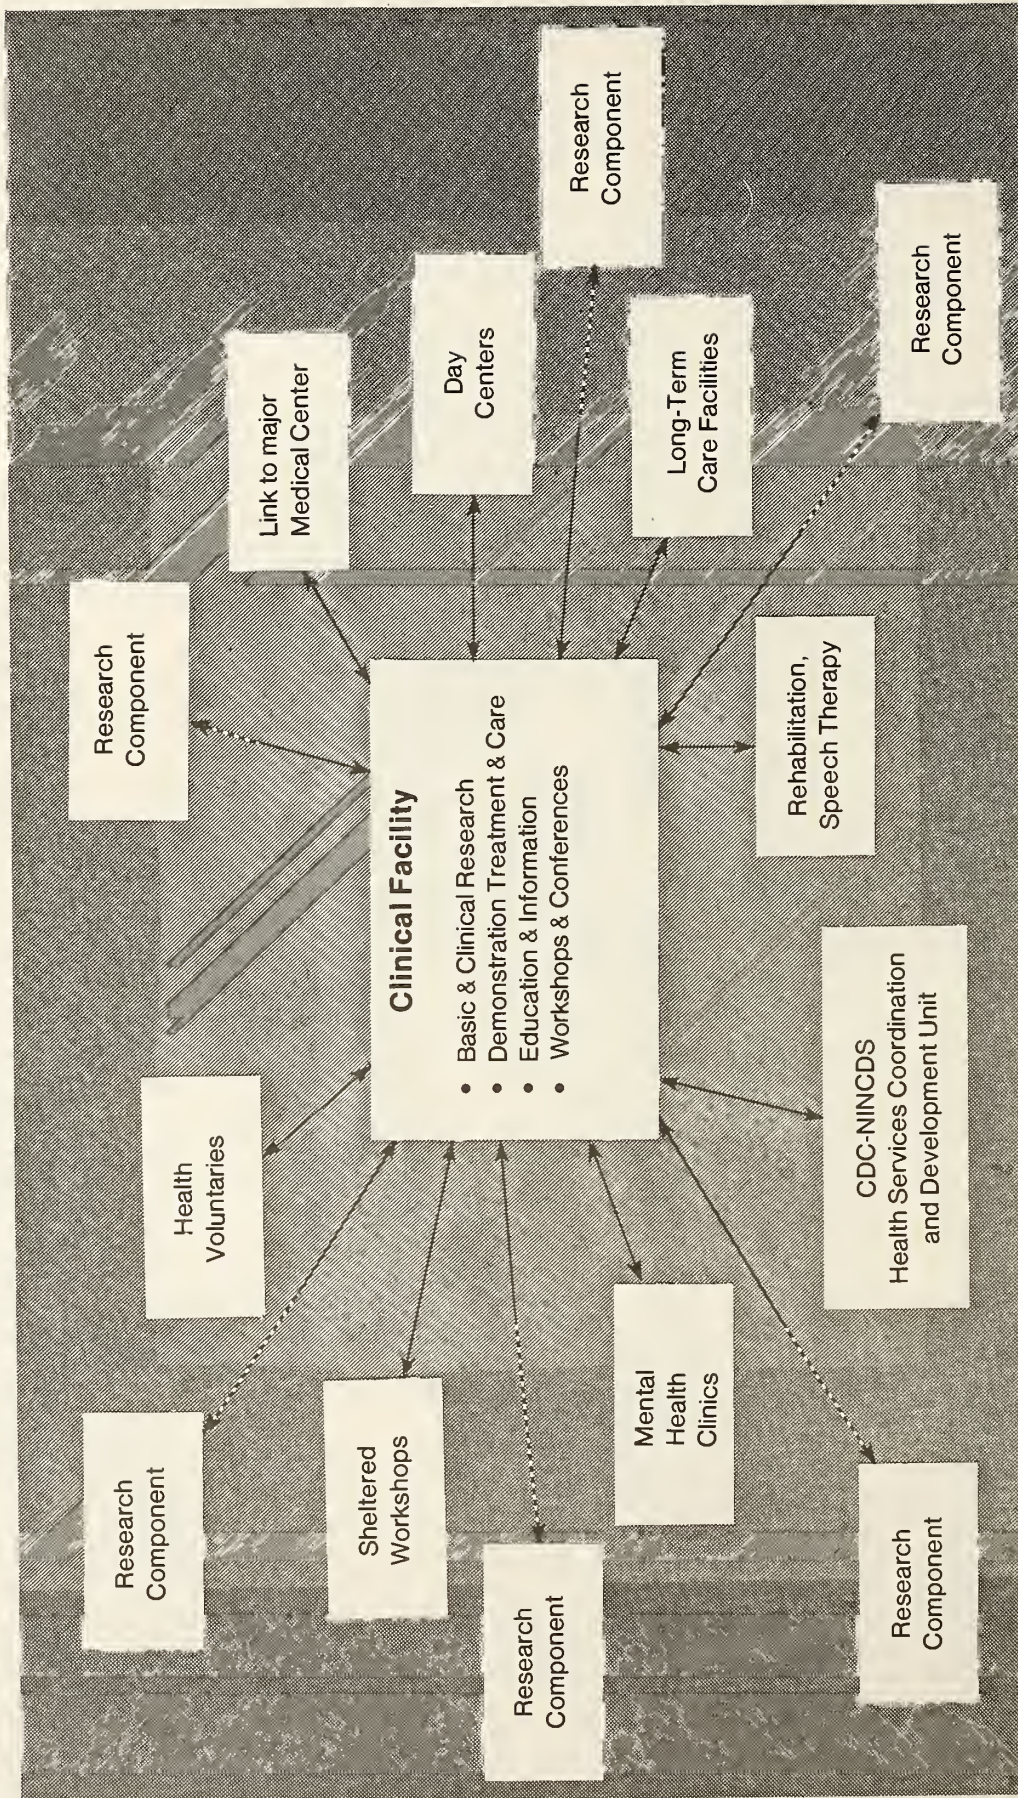 Research
Component
Health
Voluntaries
Research
Component
Link to major
Medical Center
Sheltered
Workshops
Day
Centers
Clinical Facility
• Basic & Clinical Research
• Demonstration Treatment & Care
• Education & Information
• Workshops & Conferences
Research
Component
Research
Component
Mental
Health
Clinics
Long-Term
Care Facilities
Rehabilitation,
Speech Therapy
CDC-NINCDS
Health Services Coordination
and Development Unit
Research
Component
Research
Component